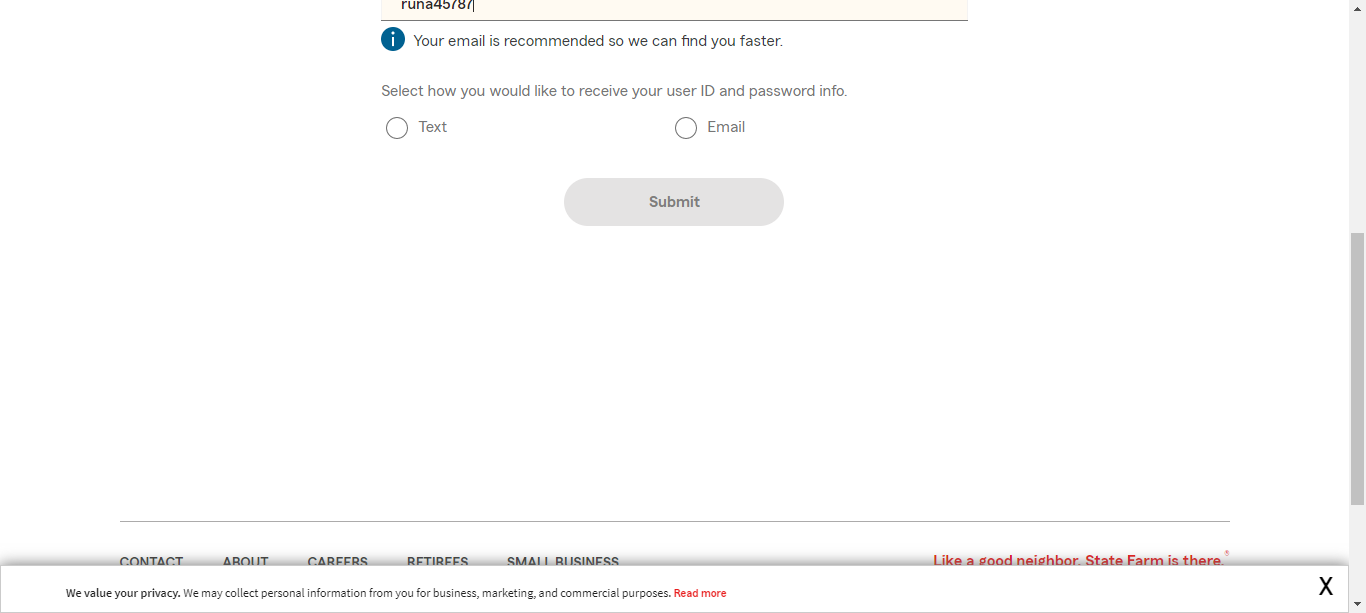 runa45787
Your email is recommended so we can find you faster.
Select how you would like to receive your user ID and password info.
Text
Email
Submit
CONTACT ABOUT CAREERS RETIREES SMALL BUSINESS
Like a good neighbor, State Farm is there.®
We value your privacy. We may collect personal information from you for business, marketing, and commercial purposes. Read more
X